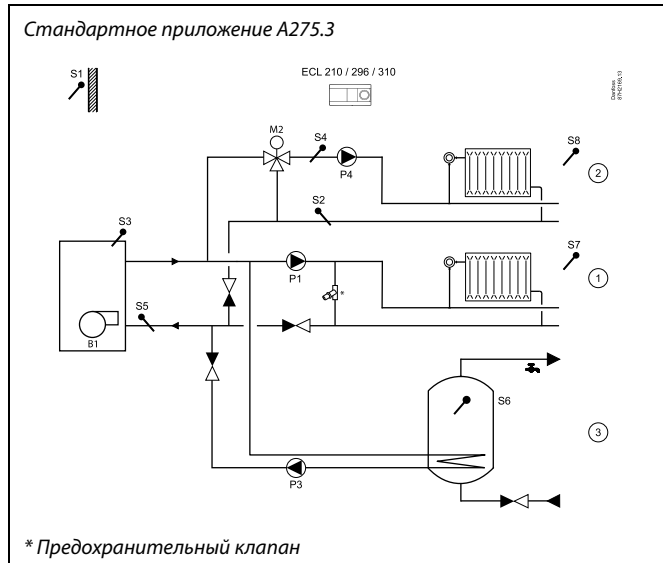 Стандартное приложение A275.3
S1
ECL 210 / 296 / 310
Danfoss
M2
S4
S8
P4
2
S2
S3
S7
P1
1
*
S5
B1
S6
3
P3
* Предохранительный клапан